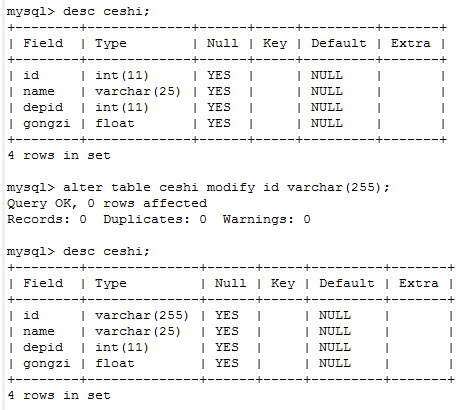 mysql> desc ceshi;
+--------+-------------+------+-----+---------+-------+
| Field  | Type        | Null | Key | Default | Extra |
+--------+-------------+------+-----+---------+-------+
| id     | int(11)     | YES  |     | NULL    |       |
| name   | varchar(25) | YES  |     | NULL    |       |
| depid  | int(11)     | YES  |     | NULL    |       |
| gongzi | float       | YES  |     | NULL    |       |
+--------+-------------+------+-----+---------+-------+
4 rows in set
mysql> alter table ceshi modify id varchar(255);
Query OK, 0 rows affected
Records: 0  Duplicates: 0  Warnings: 0
mysql> desc ceshi;
+--------+--------------+------+-----+---------+-------+
| Field  | Type         | Null | Key | Default | Extra |
+--------+--------------+------+-----+---------+-------+
| id     | varchar(255) | YES  |     | NULL    |       |
| name   | varchar(25)  | YES  |     | NULL    |       |
| depid  | int(11)      | YES  |     | NULL    |       |
| gongzi | float        | YES  |     | NULL    |       |
+--------+--------------+------+-----+---------+-------+
4 rows in set